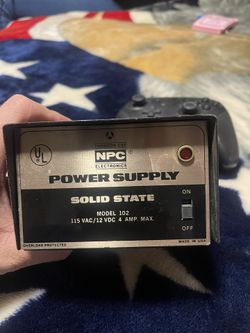 UL
NPC
ELECTRONICS
POWER SUPPLY
SOLID STATE
MODEL 102
115 VAC/12 VDC 4 AMP. MAX.
ON
OFF
OVERLOAD PROTECTED
MADE IN USA